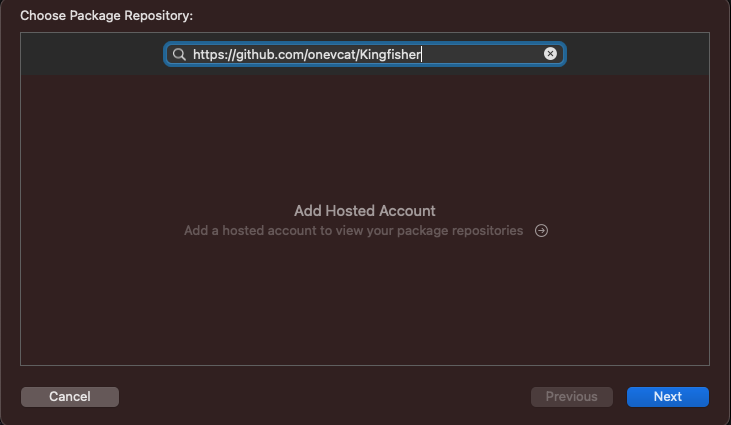 Choose Package Repository:
https://github.com/onevcat/Kingfisher
Add Hosted Account
Add a hosted account to view your package repositories
Cancel
Previous
Next